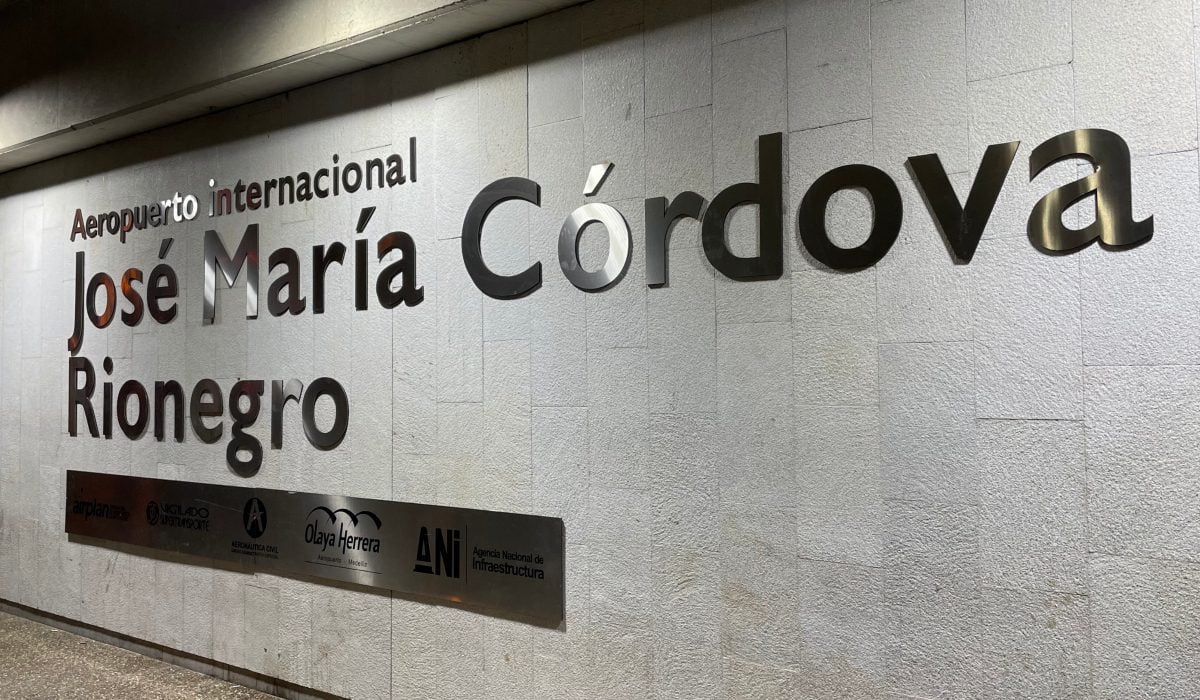 Aeropuerto internacional
José María Córdova
Rionegro
airplan
VIGILADO
SUPERTRANSPORTE
AERONÁUTICA CIVIL
Olaya Herrera
Aeropuerto Medellín
ANi
Agencia Nacional de
Infraestructura